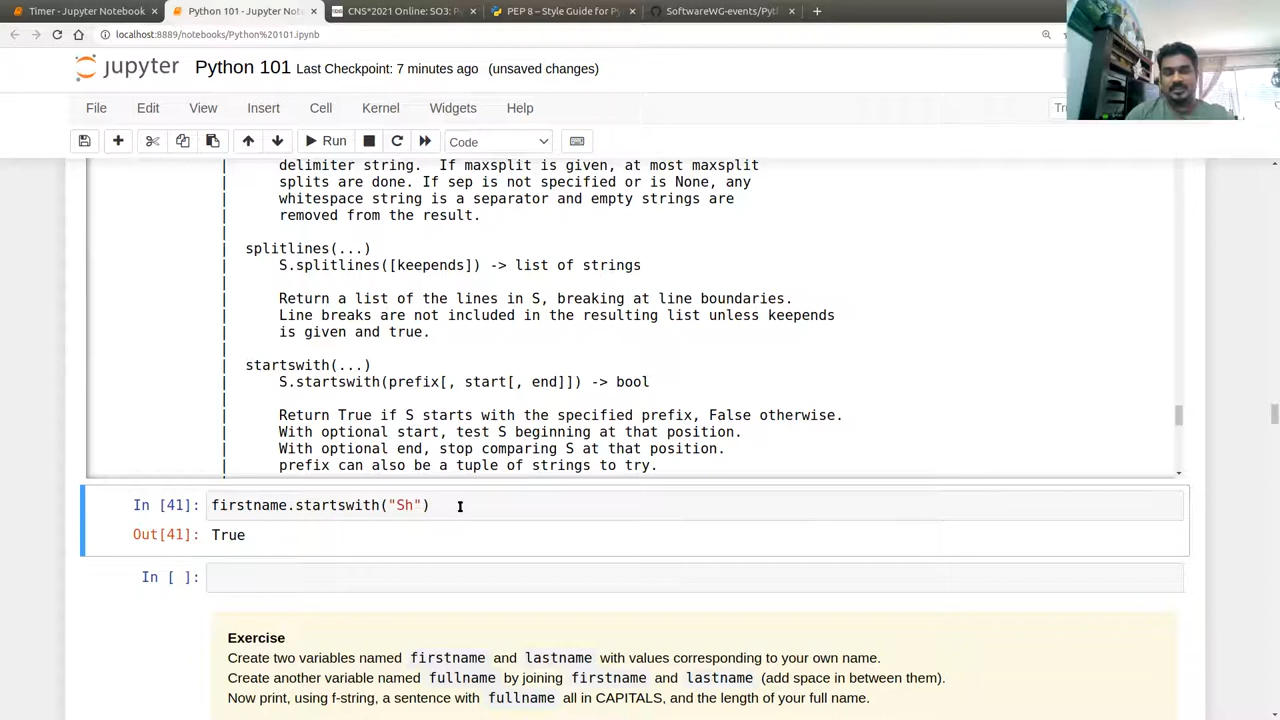 Timer - Jupyter Notebook
Python 101 - Jupyter Not
CNS*2021 Online: SO3: P
PEP 8 – Style Guide for Py
SoftwareWG-events/Pyt
localhost:8889/notebooks/Python%20101.ipynb
jupyter Python 101 Last Checkpoint: 7 minutes ago (unsaved changes)
File Edit View Insert Cell Kernel Widgets Help
Run Code
delimiter string. If maxsplit is given, at most maxsplit
splits are done. If sep is not specified or is None, any
whitespace string is a separator and empty strings are
removed from the result.
splitlines(...)
S.splitlines([keepends]) -> list of strings
Return a list of the lines in S, breaking at line boundaries.
Line breaks are not included in the resulting list unless keepends
is given and true.
startswith(...)
S.startswith(prefix[, start[, end]]) -> bool
Return True if S starts with the specified prefix, False otherwise.
With optional start, test S beginning at that position.
With optional end, stop comparing S at that position.
prefix can also be a tuple of strings to try.
In [41]: firstname.startswith("Sh")
Out[41]: True
In [ ]:
Exercise
Create two variables named firstname and lastname with values corresponding to your own name.
Create another variable named fullname by joining firstname and lastname (add space in between them).
Now print, using f-string, a sentence with fullname all in CAPITALS, and the length of your full name.